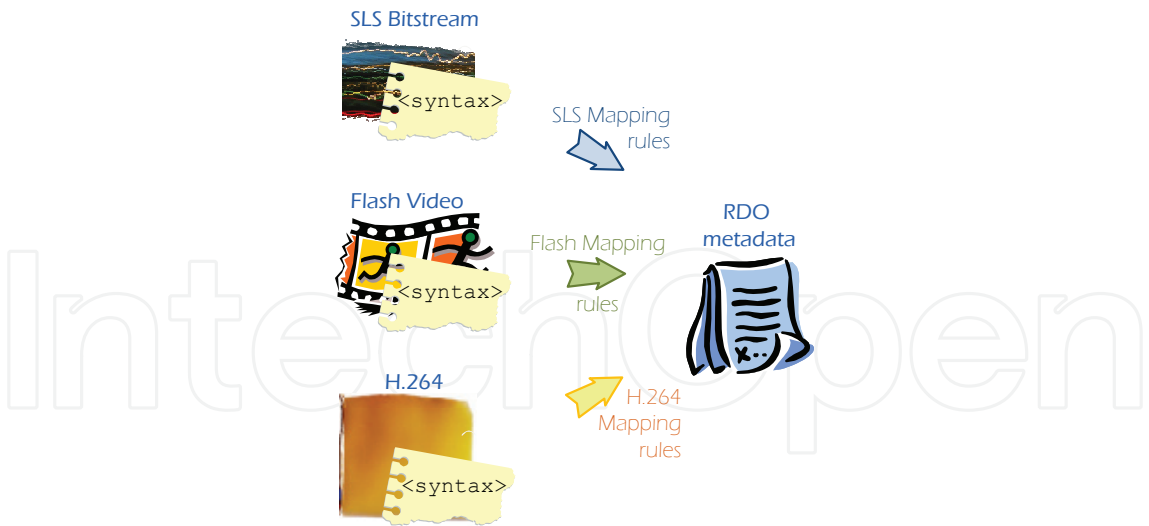 SLS Bitstream
<syntax>
SLS Mapping
rules
Flash Video
<syntax>
Flash Mapping
rules
RDO
metadata
H.264
<syntax>
H.264
Mapping
rules
IntechOpen